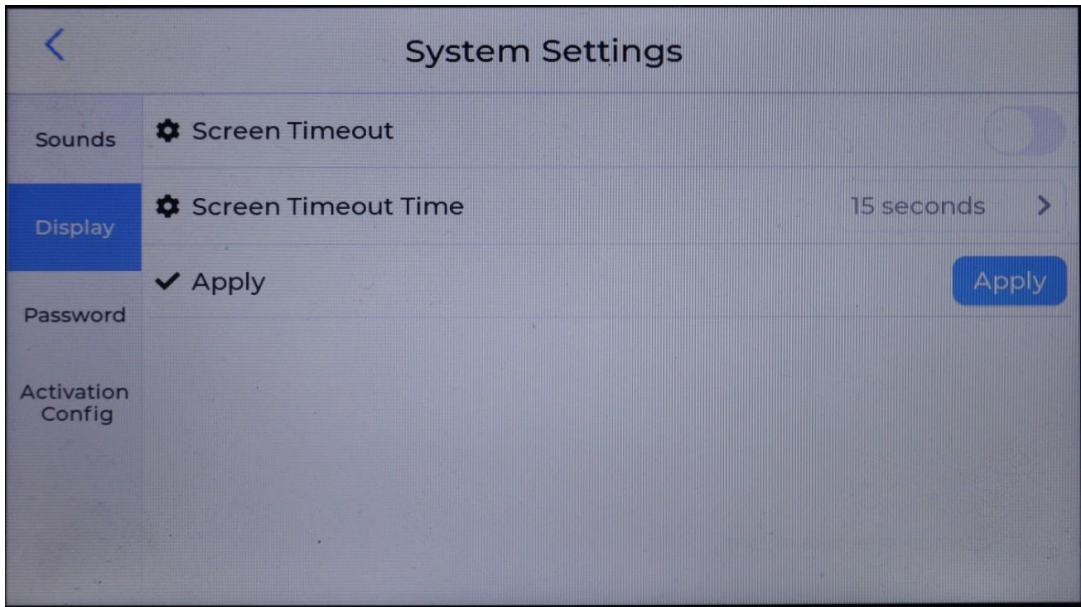 System Settings
Sounds
Screen Timeout
Display
Screen Timeout Time
15 seconds
Apply
Apply
Password
Activation
Config